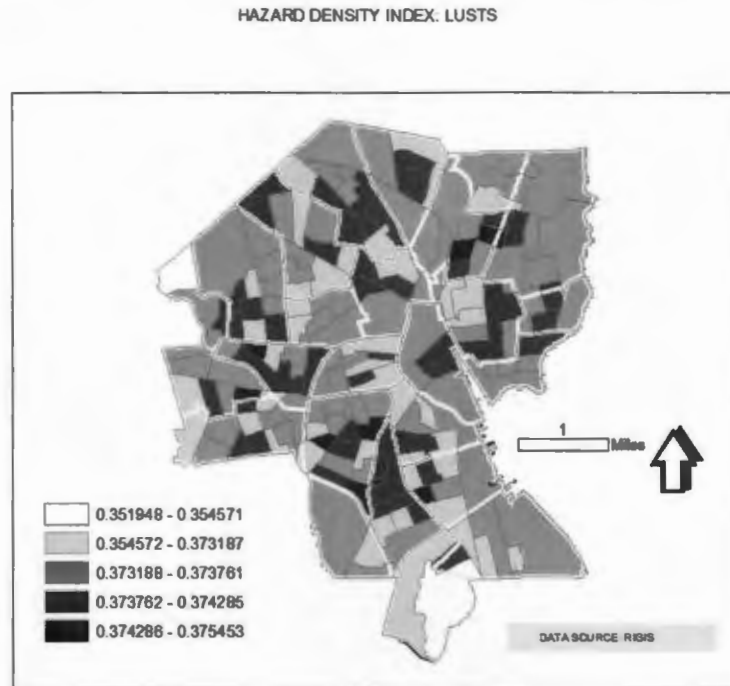 HAZARD DENSITY INDEX: LUSTS
1
Miles
0.351948 - 0.354571
0.354572 - 0.373187
0.373188 - 0.373761
0.373762 - 0.374285
0.374286 - 0.375453
DATA SOURCE RIGIS